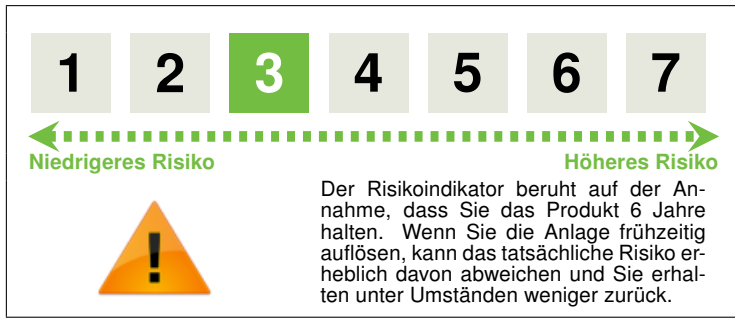 1 2 3 4 5 6 7
Niedrigeres Risiko Höheres Risiko
Der Risikoindikator beruht auf der An-
nahme, dass Sie das Produkt 6 Jahre
halten. Wenn Sie die Anlage frühzeitig
auflösen, kann das tatsächliche Risiko er-
heblich davon abweichen und Sie erhal-
ten unter Umständen weniger zurück.